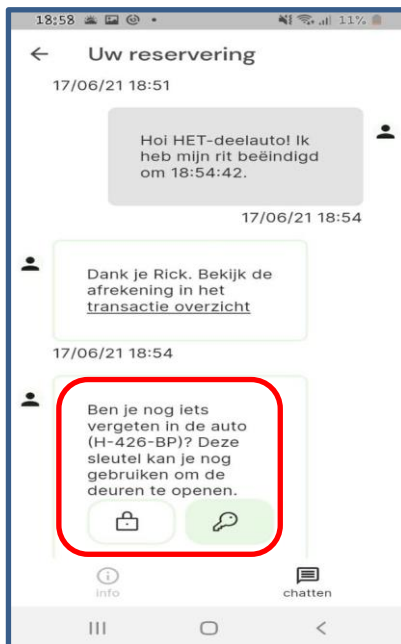 18:58 11%
Uw reservering
17/06/21 18:51
Hoi HET-deelauto! Ik
heb mijn rit beëindigd
om 18:54:42.
17/06/21 18:54
Dank je Rick. Bekijk de
afrekening in het
transactie overzicht
17/06/21 18:54
Ben je nog iets
vergeten in de auto
(H-426-BP)? Deze
sleutel kan je nog
gebruiken om de
deuren te openen.
info
chatten